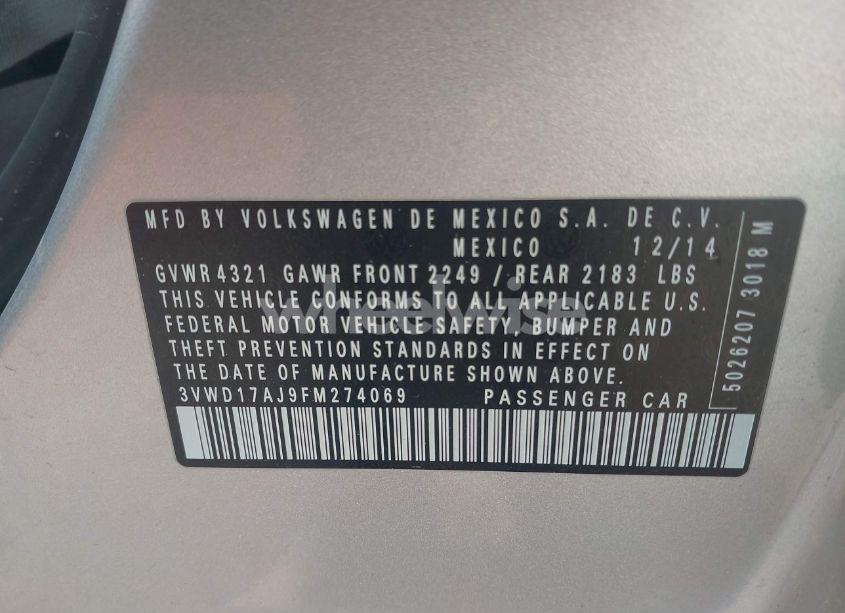 MFD BY VOLKSWAGEN DE MEXICO S.A. DE C.V.
MEXICO 12/14
GVWR 4321 GAWR FRONT 2249 / REAR 2183 LBS
THIS VEHICLE CONFORMS TO ALL APPLICABLE U.S.
FEDERAL MOTOR VEHICLE SAFETY, BUMPER AND
THEFT PREVENTION STANDARDS IN EFFECT ON
THE DATE OF MANUFACTURE SHOWN ABOVE.
3VWD17AJ9FM274069 PASSENGER CAR
5026207 3018 M
wheelwise